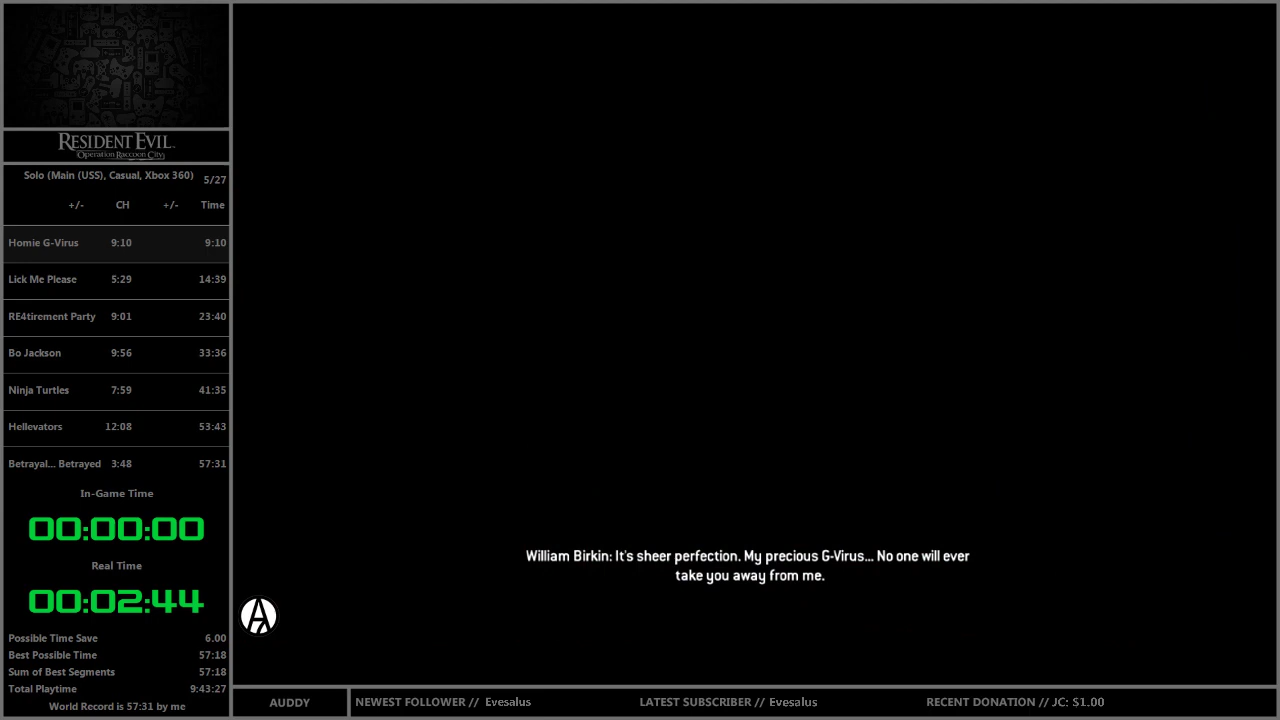 RESIDENT EVIL
Operation Raccoon City
Solo (Main (USS), Casual, Xbox 360) 5/27
+/- CH +/- Time
Homie G-Virus 9:10 9:10
Lick Me Please 5:29 14:39
RE4tirement Party 9:01 23:40
Bo Jackson 9:56 33:36
Ninja Turtles 7:59 41:35
Hellevators 12:08 53:43
Betrayal... Betrayed 3:48 57:31
In-Game Time
00:00:00
Real Time
00:02:44
Possible Time Save 6.00
Best Possible Time 57:18
Sum of Best Segments 57:18
Total Playtime 9:43:27
World Record is 57:31 by me
William Birkin: It's sheer perfection. My precious G-Virus... No one will ever
take you away from me.
A
AUDDY NEWEST FOLLOWER // Evesalus LATEST SUBSCRIBER // Evesalus RECENT DONATION // JC: $1.00